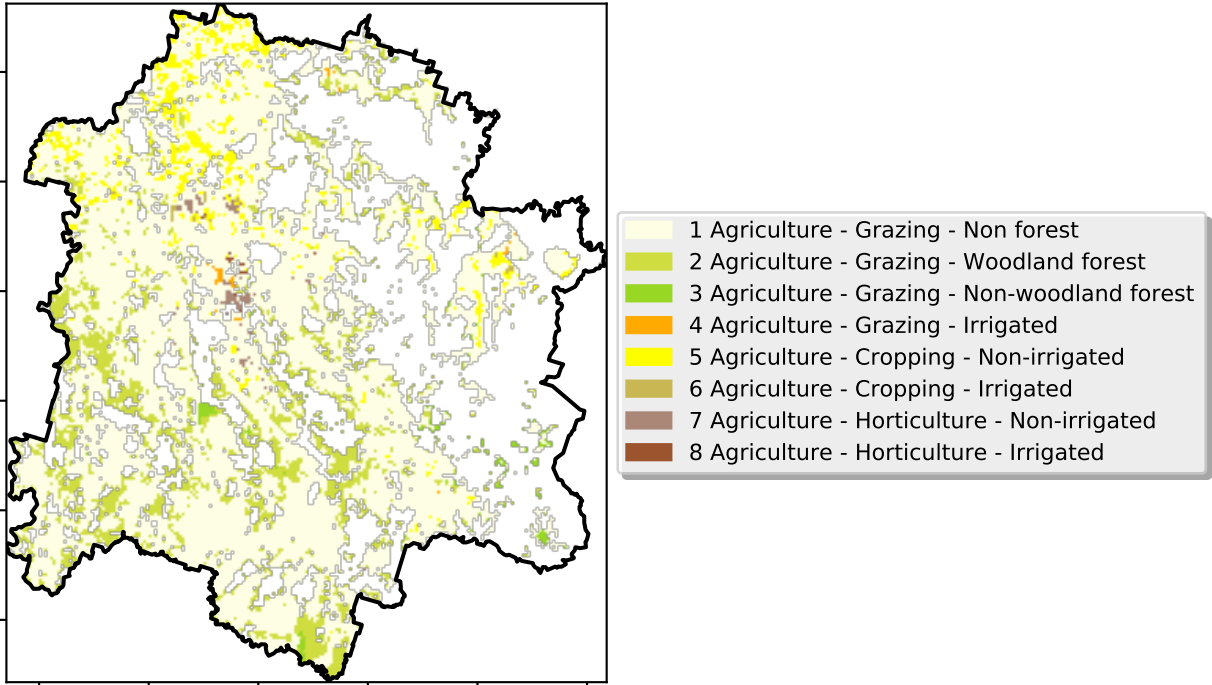 1 Agriculture - Grazing - Non forest
2 Agriculture - Grazing - Woodland forest
3 Agriculture - Grazing - Non-woodland forest
4 Agriculture - Grazing - Irrigated
5 Agriculture - Cropping - Non-irrigated
6 Agriculture - Cropping - Irrigated
7 Agriculture - Horticulture - Non-irrigated
8 Agriculture - Horticulture - Irrigated